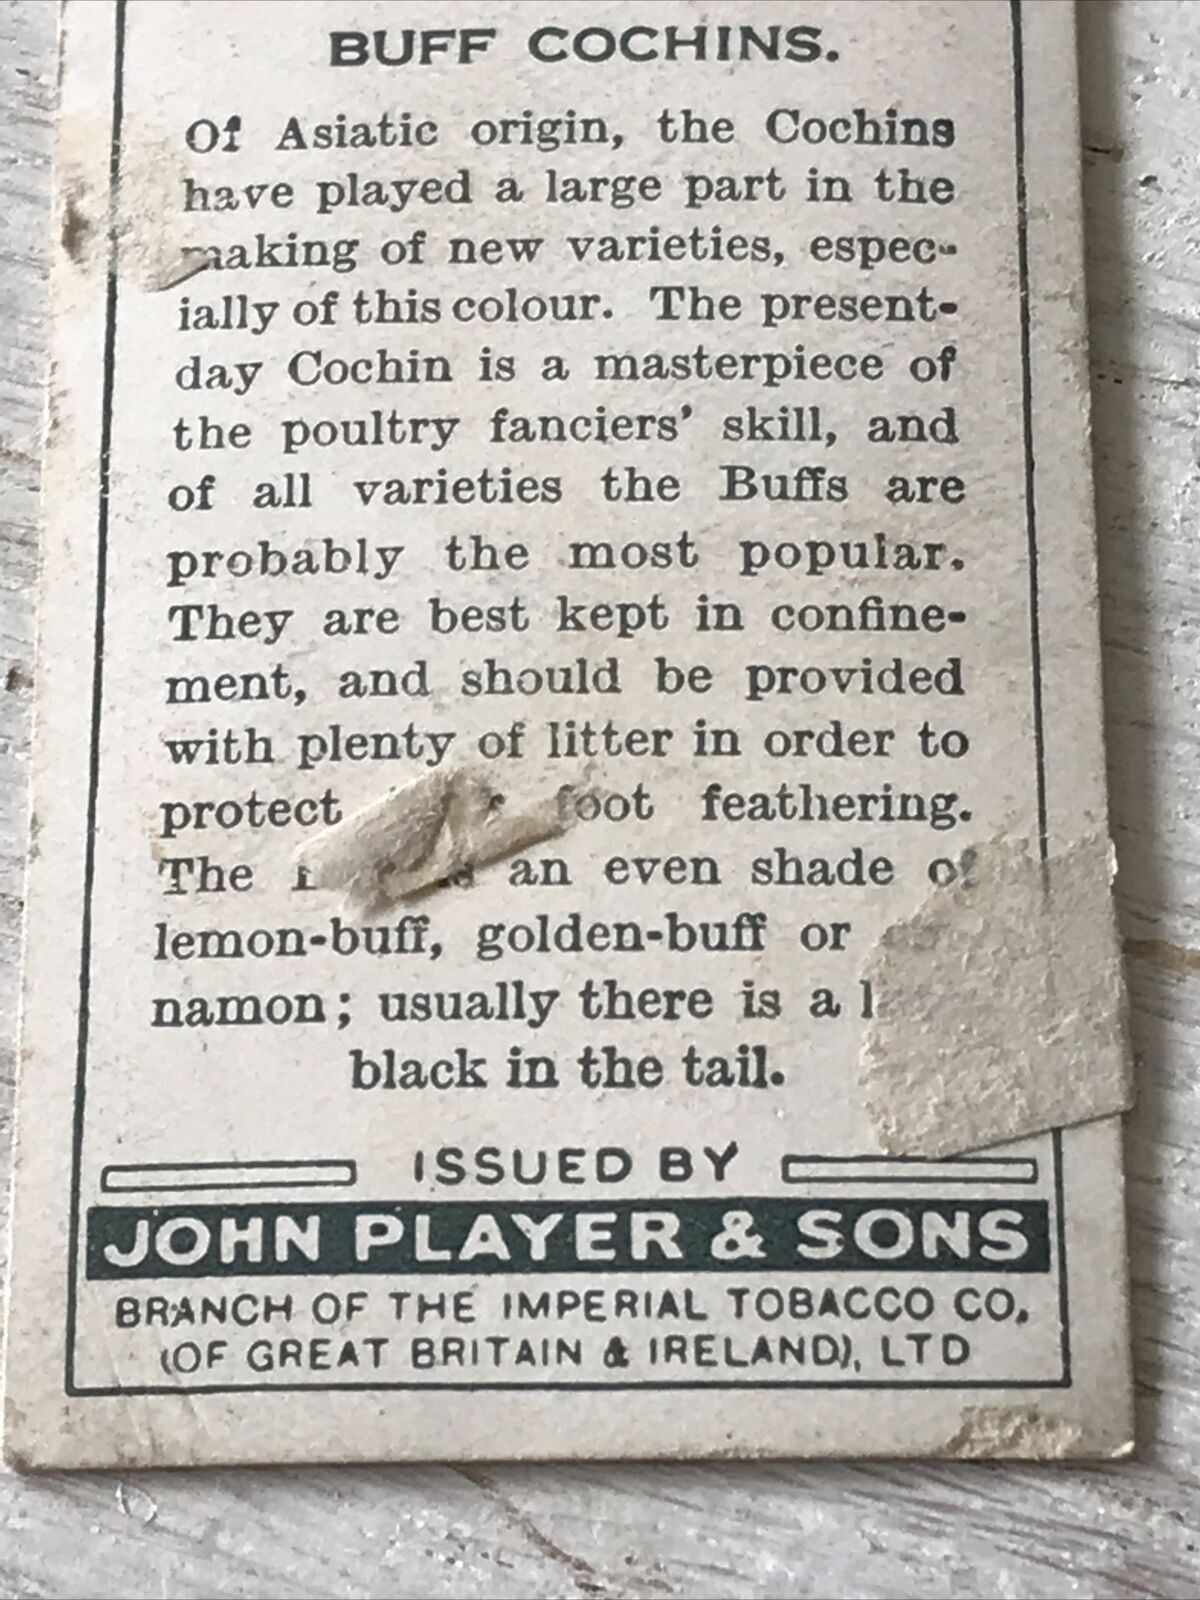 BUFF COCHINS.
Of Asiatic origin, the Cochins
have played a large part in the
making of new varieties, espec-
ially of this colour. The present-
day Cochin is a masterpiece of
the poultry fanciers' skill, and
of all varieties the Buffs are
probably the most popular.
They are best kept in confine-
ment, and should be provided
with plenty of litter in order to
protect foot feathering.
The an even shade of
lemon-buff, golden-buff or
namon; usually there is a
black in the tail.
ISSUED BY
JOHN PLAYER & SONS
BRANCH OF THE IMPERIAL TOBACCO CO,
(OF GREAT BRITAIN & IRELAND), LTD